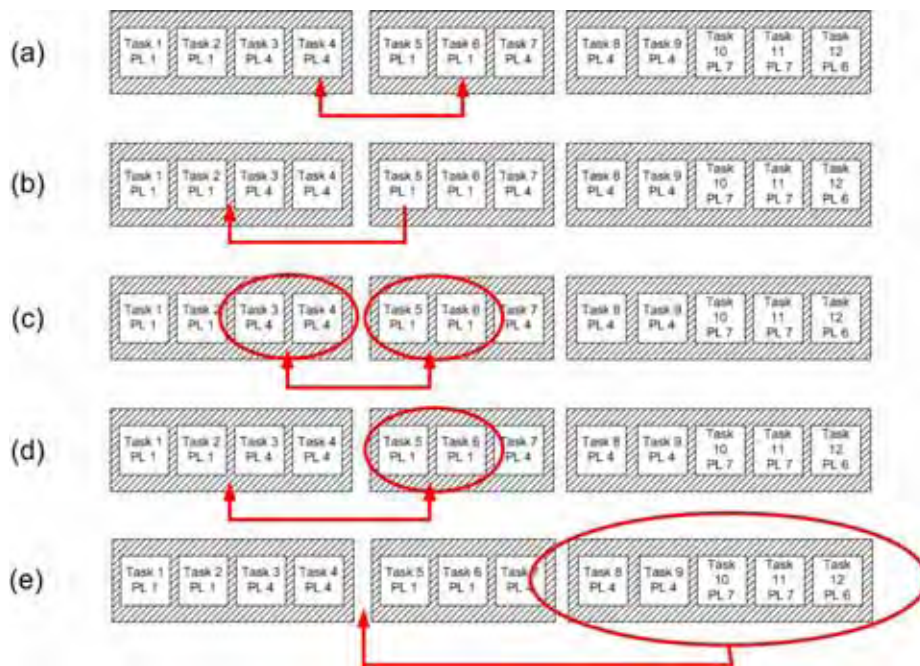 (a)
Task 1
PL 1
Task 2
PL 1
Task 3
PL 4
Task 4
PL 4
Task 5
PL 1
Task 6
PL 1
Task 7
PL 4
Task 8
PL 4
Task 9
PL 4
Task
10
PL 7
Task
11
PL 7
Task
12
PL 6
(b)
Task 1
PL 1
Task 2
PL 1
Task 3
PL 4
Task 4
PL 4
Task 5
PL 1
Task 6
PL 1
Task 7
PL 4
Task 8
PL 4
Task 9
PL 4
Task
10
PL 7
Task
11
PL 7
Task
12
PL 6
(c)
Task 1
PL 1
Task 2
PL 1
Task 3
PL 4
Task 4
PL 4
Task 5
PL 1
Task 6
PL 1
Task 7
PL 4
Task 8
PL 4
Task 9
PL 4
Task
10
PL 7
Task
11
PL 7
Task
12
PL 6
(d)
Task 1
PL 1
Task 2
PL 1
Task 3
PL 4
Task 4
PL 4
Task 5
PL 1
Task 6
PL 1
Task 7
PL 4
Task 8
PL 4
Task 9
PL 4
Task
10
PL 7
Task
11
PL 7
Task
12
PL 6
(e)
Task 1
PL 1
Task 2
PL 1
Task 3
PL 4
Task 4
PL 4
Task 5
PL 1
Task 6
PL 1
Task
PL
Task 8
PL 4
Task 9
PL 4
Task
10
PL 7
Task
11
PL 7
Task
12
PL 6